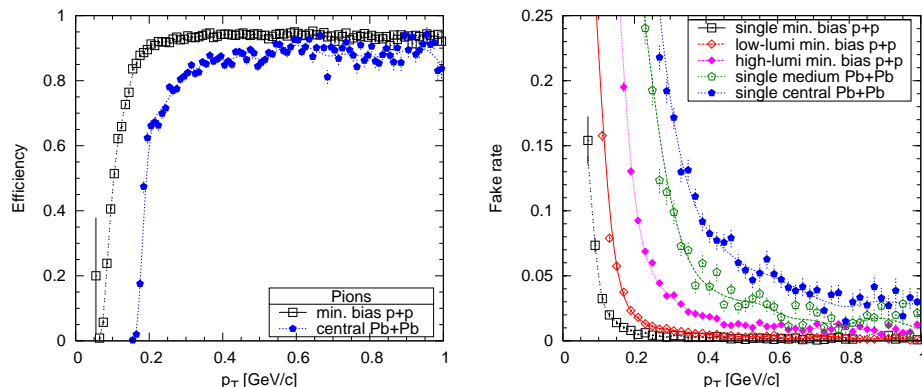 1
0.8
0.6
0.4
0.2
0
Efficiency
0 0.2 0.4 0.6 0.8 1
p_T [GeV/c]
Pions
min. bias p+p
central Pb+Pb
0.25
0.2
0.15
0.1
0.05
0
Fake rate
0 0.2 0.4 0.6 0.8 1
p_T [GeV/c]
single min. bias p+p
low-lumi min. bias p+p
high-lumi min. bias p+p
single medium Pb+Pb
single central Pb+Pb